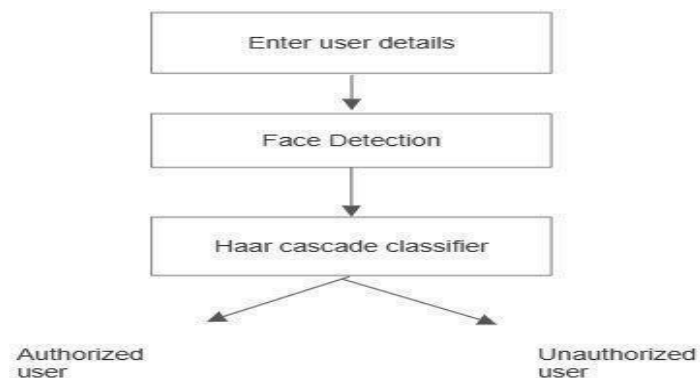 Enter user details
Face Detection
Haar cascade classifier
Authorized
user
Unauthorized
user